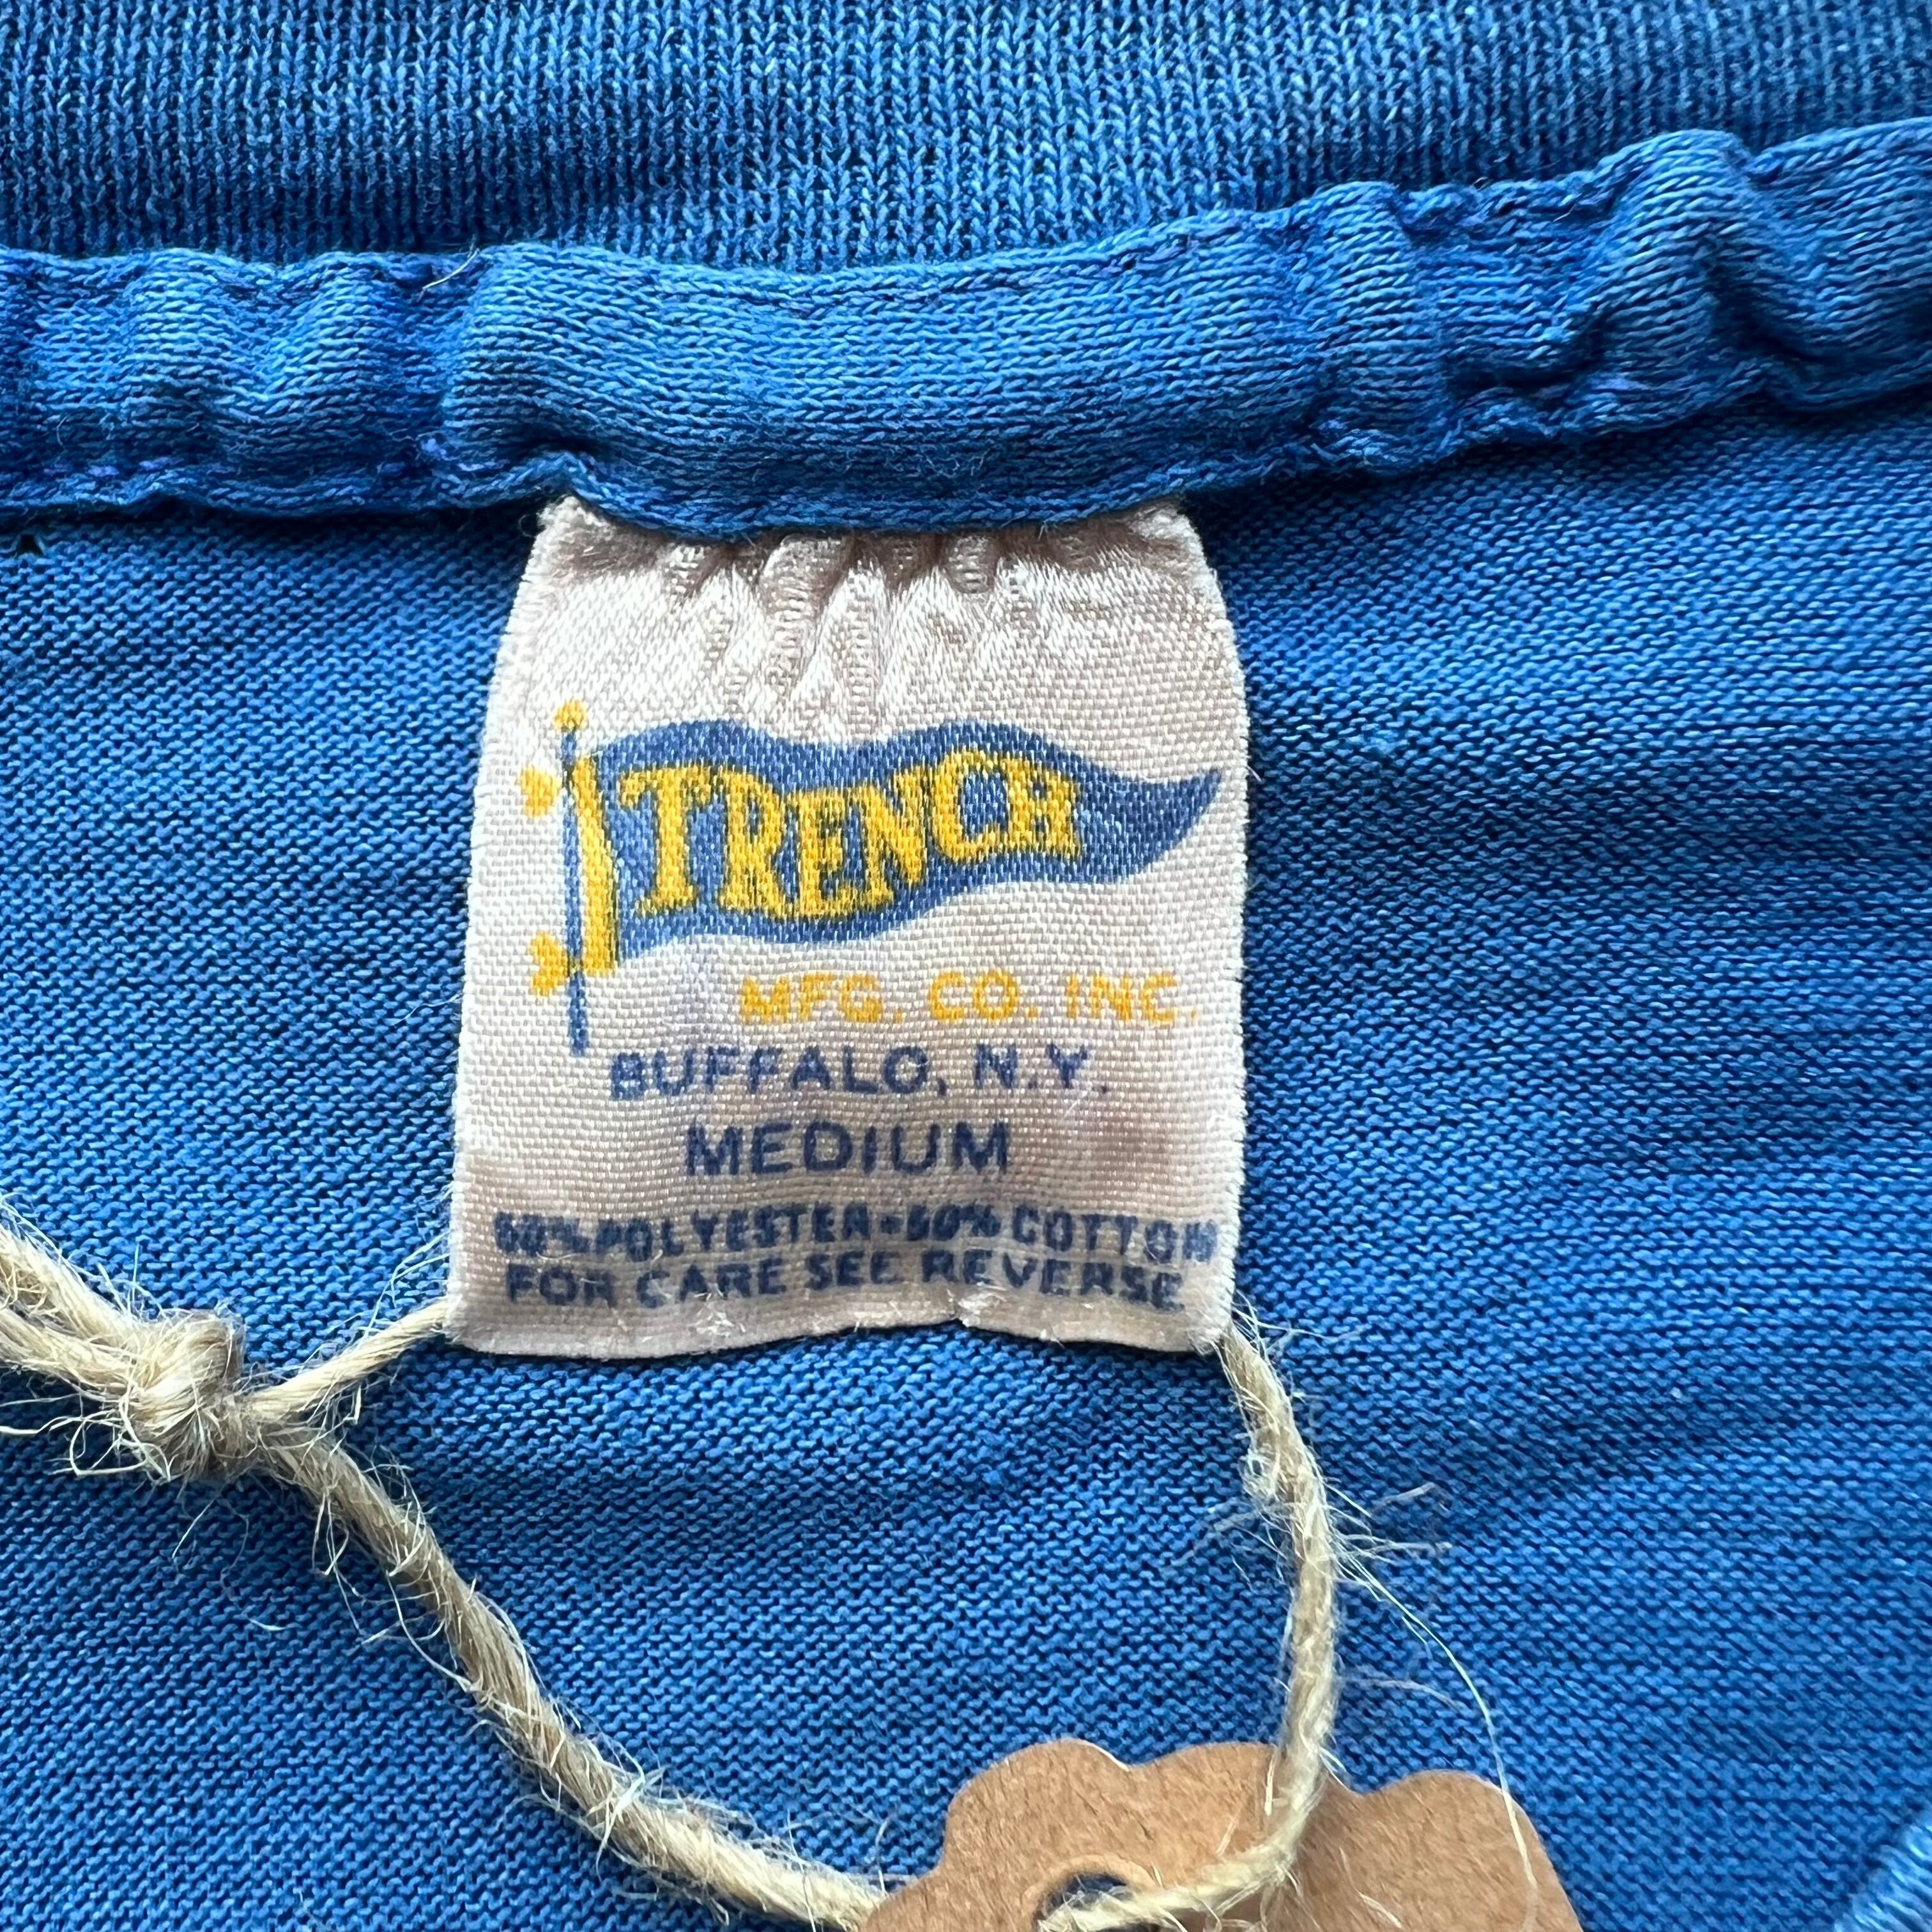 TRENCH
MFG. CO. INC.
BUFFALO, N.Y.
MEDIUM
50% POLYESTER-50% COTTON
FOR CARE SEE REVERSE